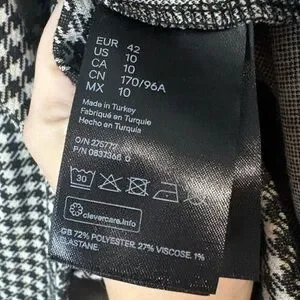 EUR 42
US 10
CA 10
CN 170/96A
MX 10
Made in Turkey
Fabriqué en Turquie
Hecho en Turquía
O/N 275777
P/N 0837368 0
30
clevercare.info
GB 72% POLYESTER, 27% VISCOSE, 1%
ELASTANE.